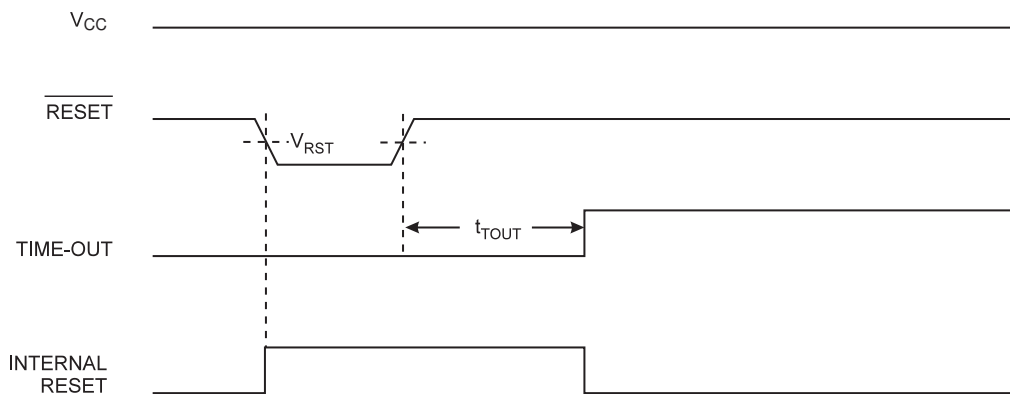 VCC
RESET
VRST
tTOUT
TIME-OUT
INTERNAL
RESET